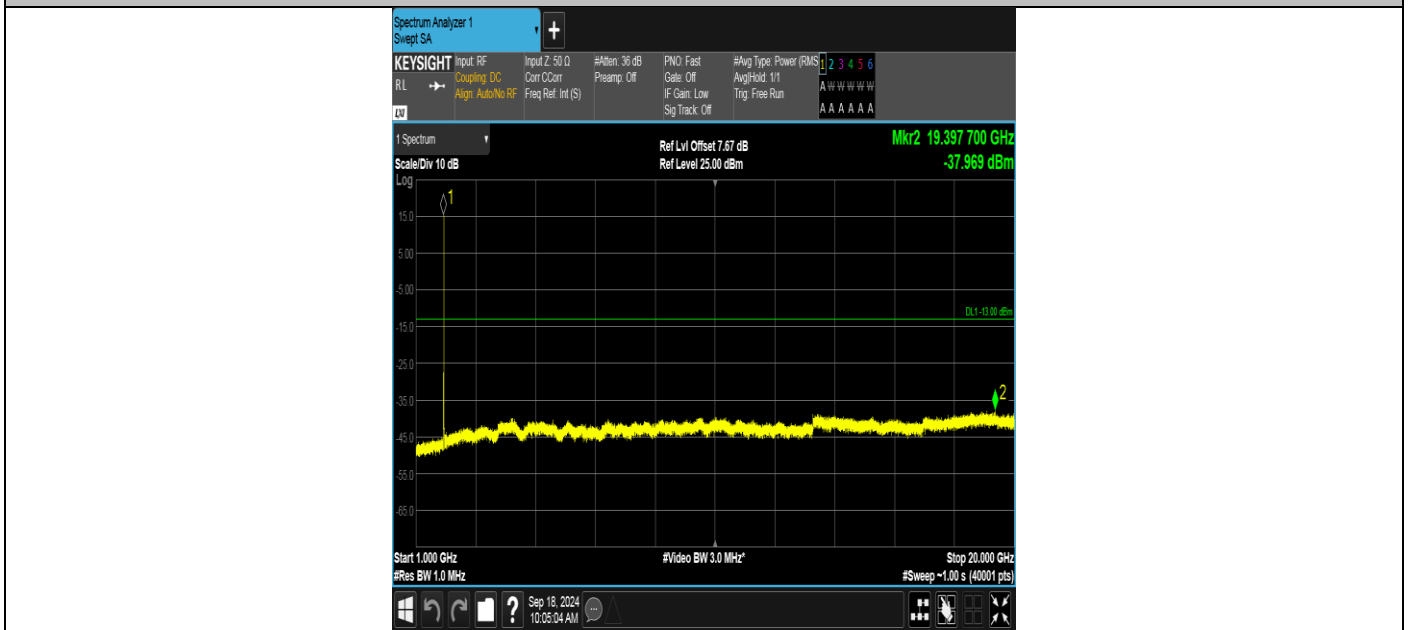 Spectrum Analyzer 1
Swept SA
+
KEYSIGHT
RL
LXI
Input: RF
Coupling: DC
Align: Auto/No RF
Input Z: 50 Ω
Corr CCorr
Freq Ref: Int (S)
#Atten: 36 dB
Preamp: Off
PNO: Fast
Gate: Off
IF Gain: Low
Sig Track: Off
#Avg Type: Power (RMS
Avg|Hold: 1/1
Trig: Free Run
1 2 3 4 5 6
A W W W W W
A A A A A A
1 Spectrum
Scale/Div 10 dB
Ref Lvl Offset 7.67 dB
Ref Level 25.00 dBm
Mkr2 19.397 700 GHz
-37.969 dBm
Log
1
15.0
5.00
-5.00
DL1 -13.00 dBm
-15.0
-25.0
2
-35.0
-45.0
-55.0
-65.0
Start 1.000 GHz
#Video BW 3.0 MHz*
Stop 20.000 GHz
#Res BW 1.0 MHz
#Sweep ~1.00 s (40001 pts)
?
Sep 18, 2024
10:05:04 AM